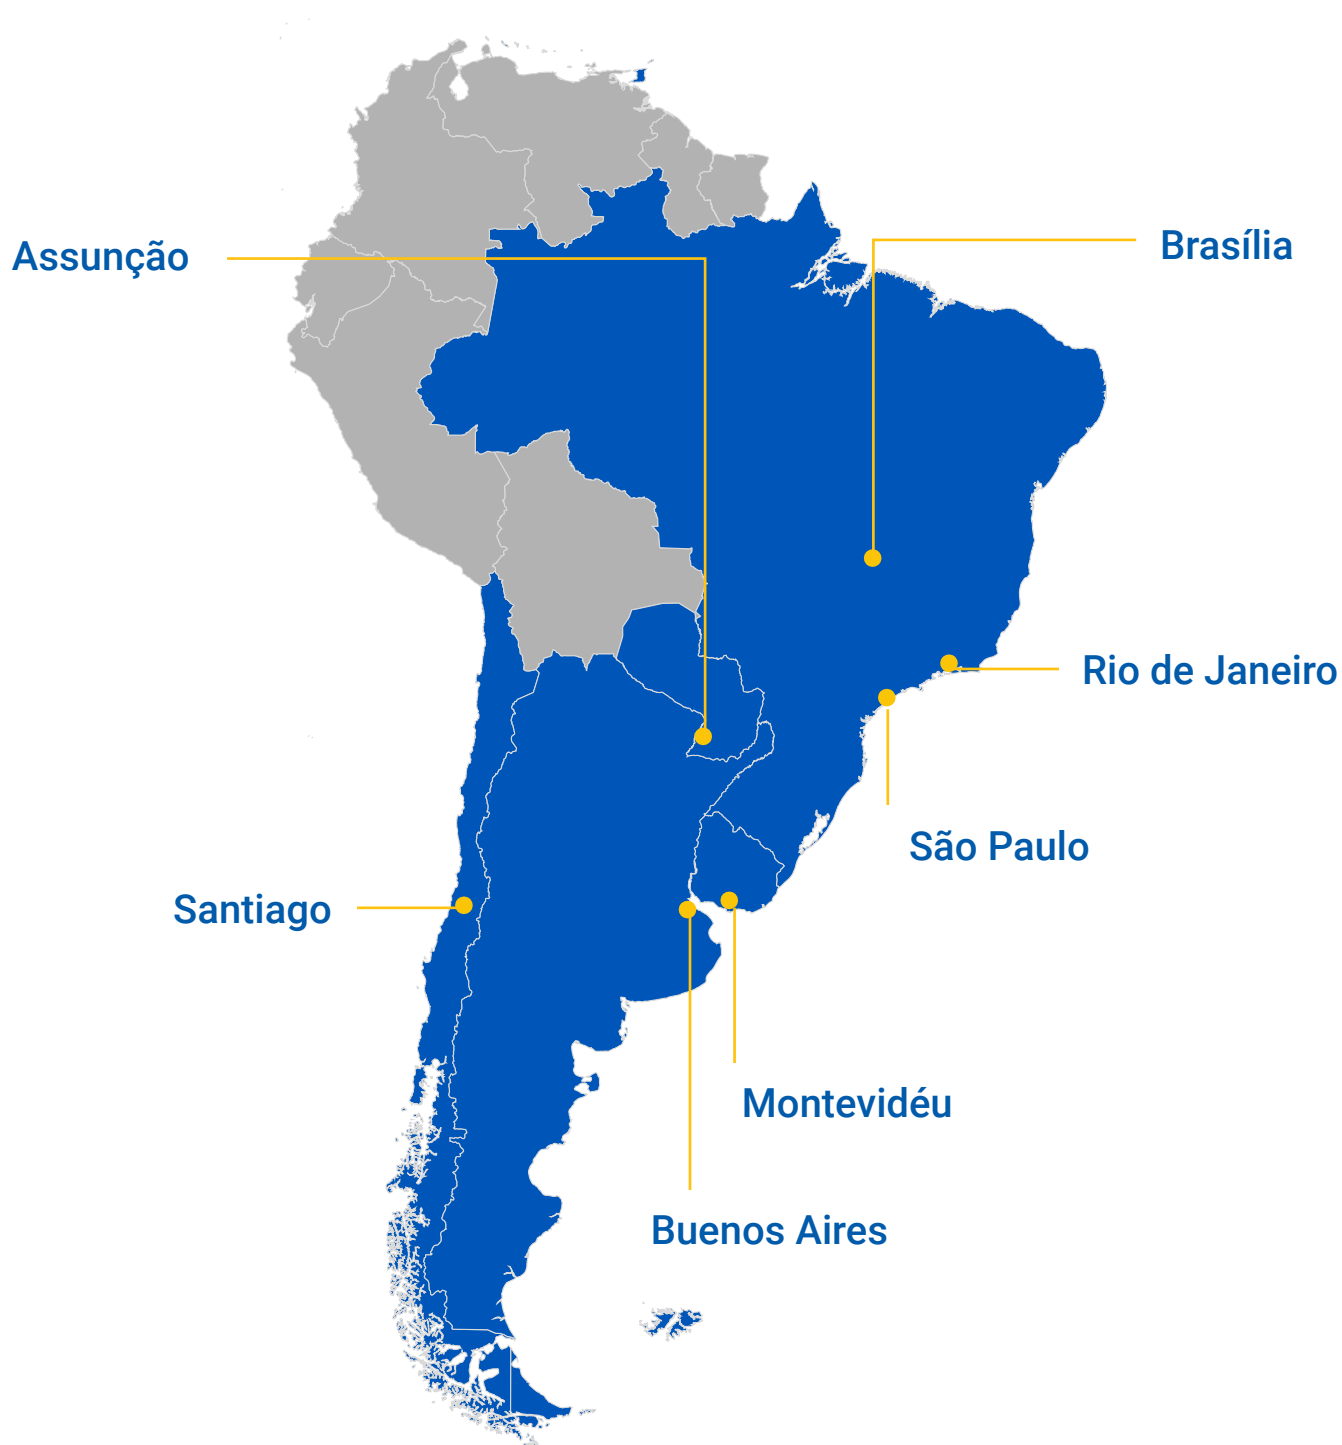 Assunção
Brasília
Rio de Janeiro
São Paulo
Santiago
Montevidéu
Buenos Aires